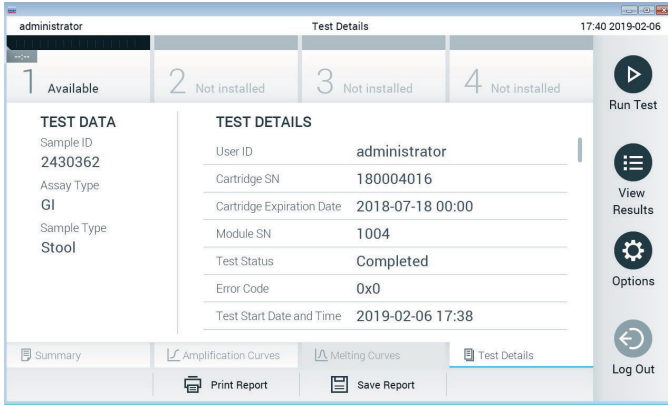 administrator
Test Details
17:40 2019-02-06
--:--
1 Available
2 Not installed
3 Not installed
4 Not installed
Run Test
View
Results
Options
Log Out
TEST DATA
Sample ID
2430362
Assay Type
GI
Sample Type
Stool
TEST DETAILS
User ID administrator
Cartridge SN 180004016
Cartridge Expiration Date 2018-07-18 00:00
Module SN 1004
Test Status Completed
Error Code 0x0
Test Start Date and Time 2019-02-06 17:38
Summary
Amplification Curves
Melting Curves
Test Details
Print Report
Save Report